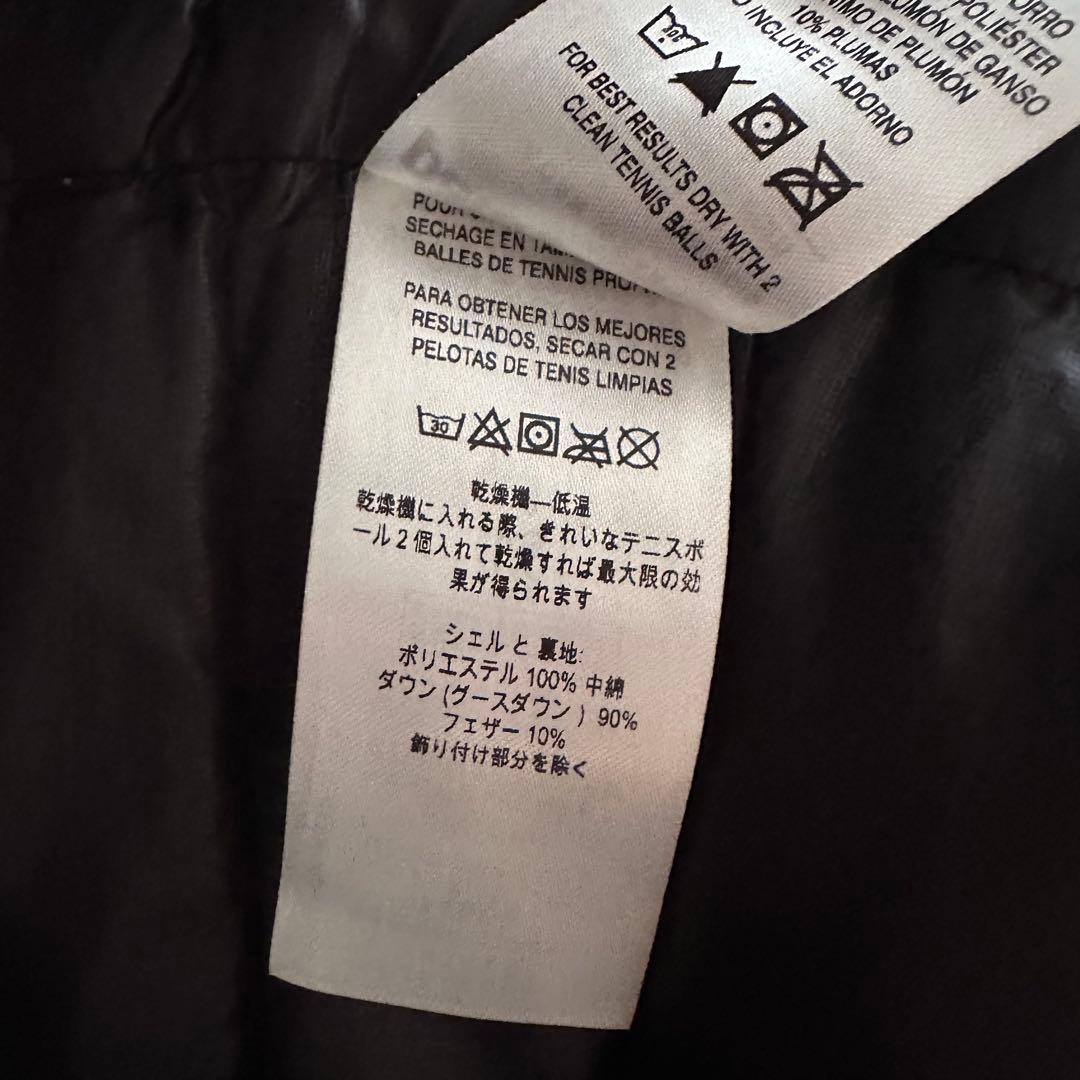 ORRO
POLIÉSTER
PLUMÓN DE GANSO
NIMO DE PLUMÓN
10% PLUMAS
O INCLUYE EL ADORNO
30
FOR BEST RESULTS DRY WITH 2
CLEAN TENNIS BALLS
POUR
SECHAGE EN
BALLES DE TENNIS
PARA OBTENER LOS MEJORES
RESULTADOS, SECAR CON 2
PELOTAS DE TENIS LIMPIAS
30
乾燥機—低温
乾燥機に入れる際、きれいなテニスボ
ール2個入れて乾燥すれば最大限の効
果が得られます
シェルと 裏地:
ポリエステル 100% 中綿
ダウン (グースダウン ) 90%
フェザー 10%
飾り付け部分を除く